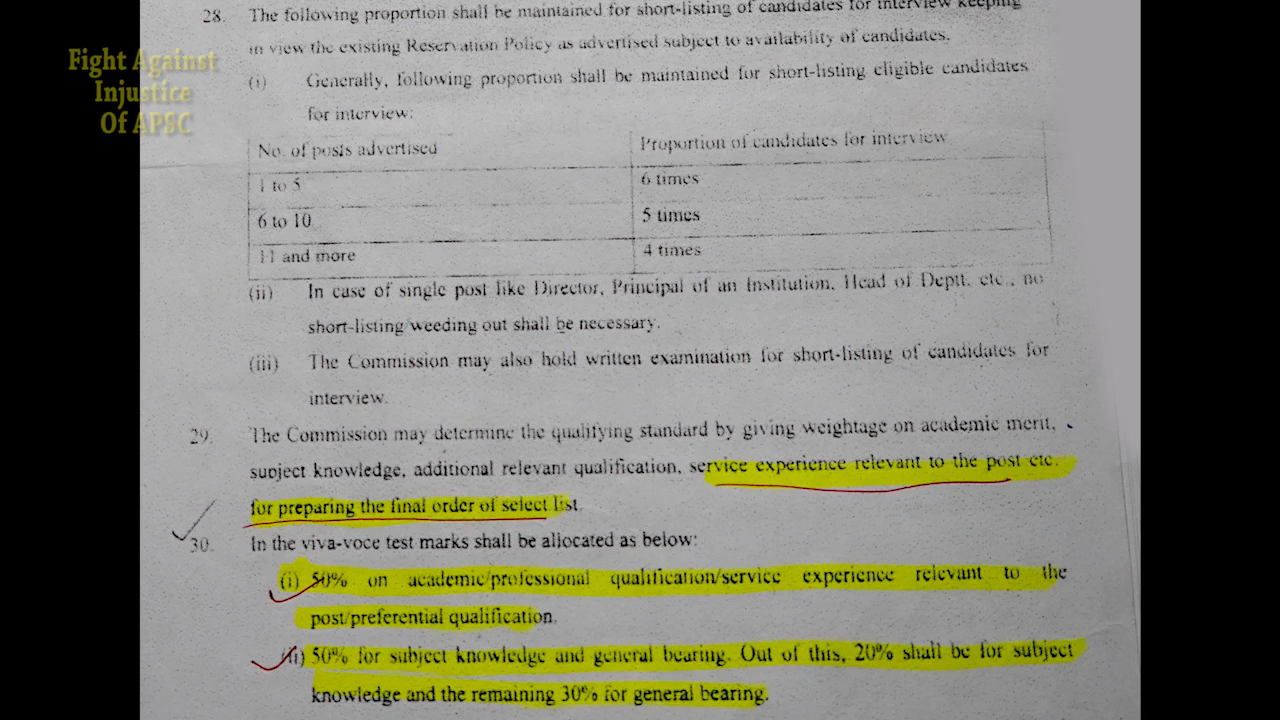 Fight Against
Injustice
Of APSC
28. The following proportion shall be maintained for short-listing of candidates for interview keeping
in view the existing Reservation Policy as advertised subject to availability of candidates.
(i) Generally, following proportion shall be maintained for short-listing eligible candidates
for interview:
No. of posts advertised Proportion of candidates for interview
1 to 5 6 times
6 to 10 5 times
11 and more 4 times
(ii) In case of single post like Director, Principal of an Institution, Head of Deptt. etc., no
short-listing/weeding out shall be necessary.
(iii) The Commission may also hold written examination for short-listing of candidates for
interview.
29. The Commission may determine the qualifying standard by giving weightage on academic merit,
subject knowledge, additional relevant qualification, service experience relevant to the post etc.
for preparing the final order of select list.
30. In the viva-voce test marks shall be allocated as below:
(i) 50% on academic/professional qualification/service experience relevant to the
post/preferential qualification.
(ii) 50% for subject knowledge and general bearing. Out of this, 20% shall be for subject
knowledge and the remaining 30% for general bearing.